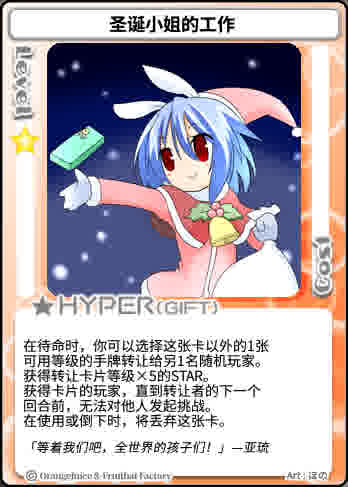 圣诞小姐的工作
Level
Cost
★HYPER(GIFT)
在待命时，你可以选择这张卡以外的1张
可用等级的手牌转让给另1名随机玩家。
获得转让卡片等级×5的STAR。
获得卡片的玩家，直到转让者的下一个
回合前，无法对他人发起挑战。
在使用或倒下时，将丢弃这张卡。
「等着我们吧，全世界的孩子们！」—亚琉
© OrangeJuice & Fruitbat Factory
Art : ほの